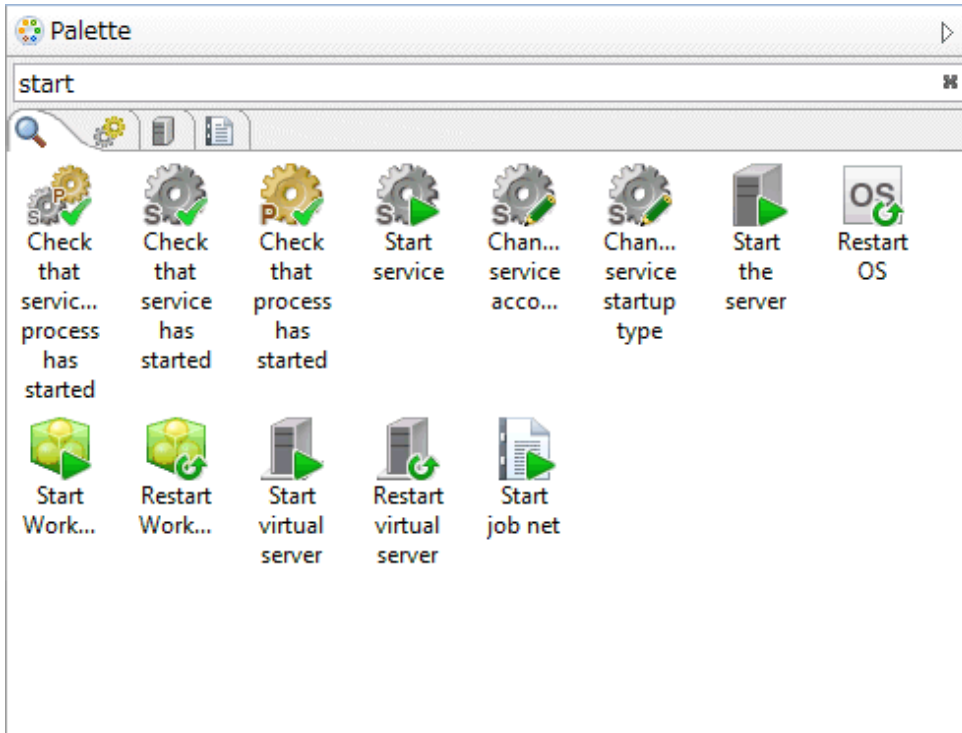 Palette
start
Check
that
servic...
process
has
started
Check
that
service
has
started
Check
that
process
has
started
Start
service
Chan...
service
acco...
Chan...
service
startup
type
Start
the
server
Restart
OS
Start
Work...
Restart
Work...
Start
virtual
server
Restart
virtual
server
Start
job net
S P
S
P
S
S
S
OS